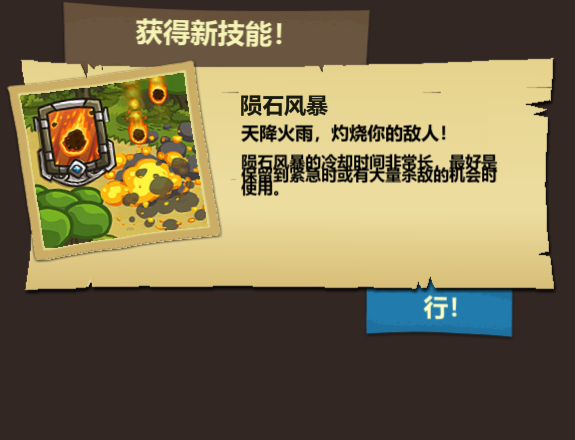 获得新技能！
陨石风暴
天降火雨，灼烧你的敌人！
陨石风暴的冷却时间非常长，最好是
保留到紧急时或有大量杀敌的机会时
使用。
行！